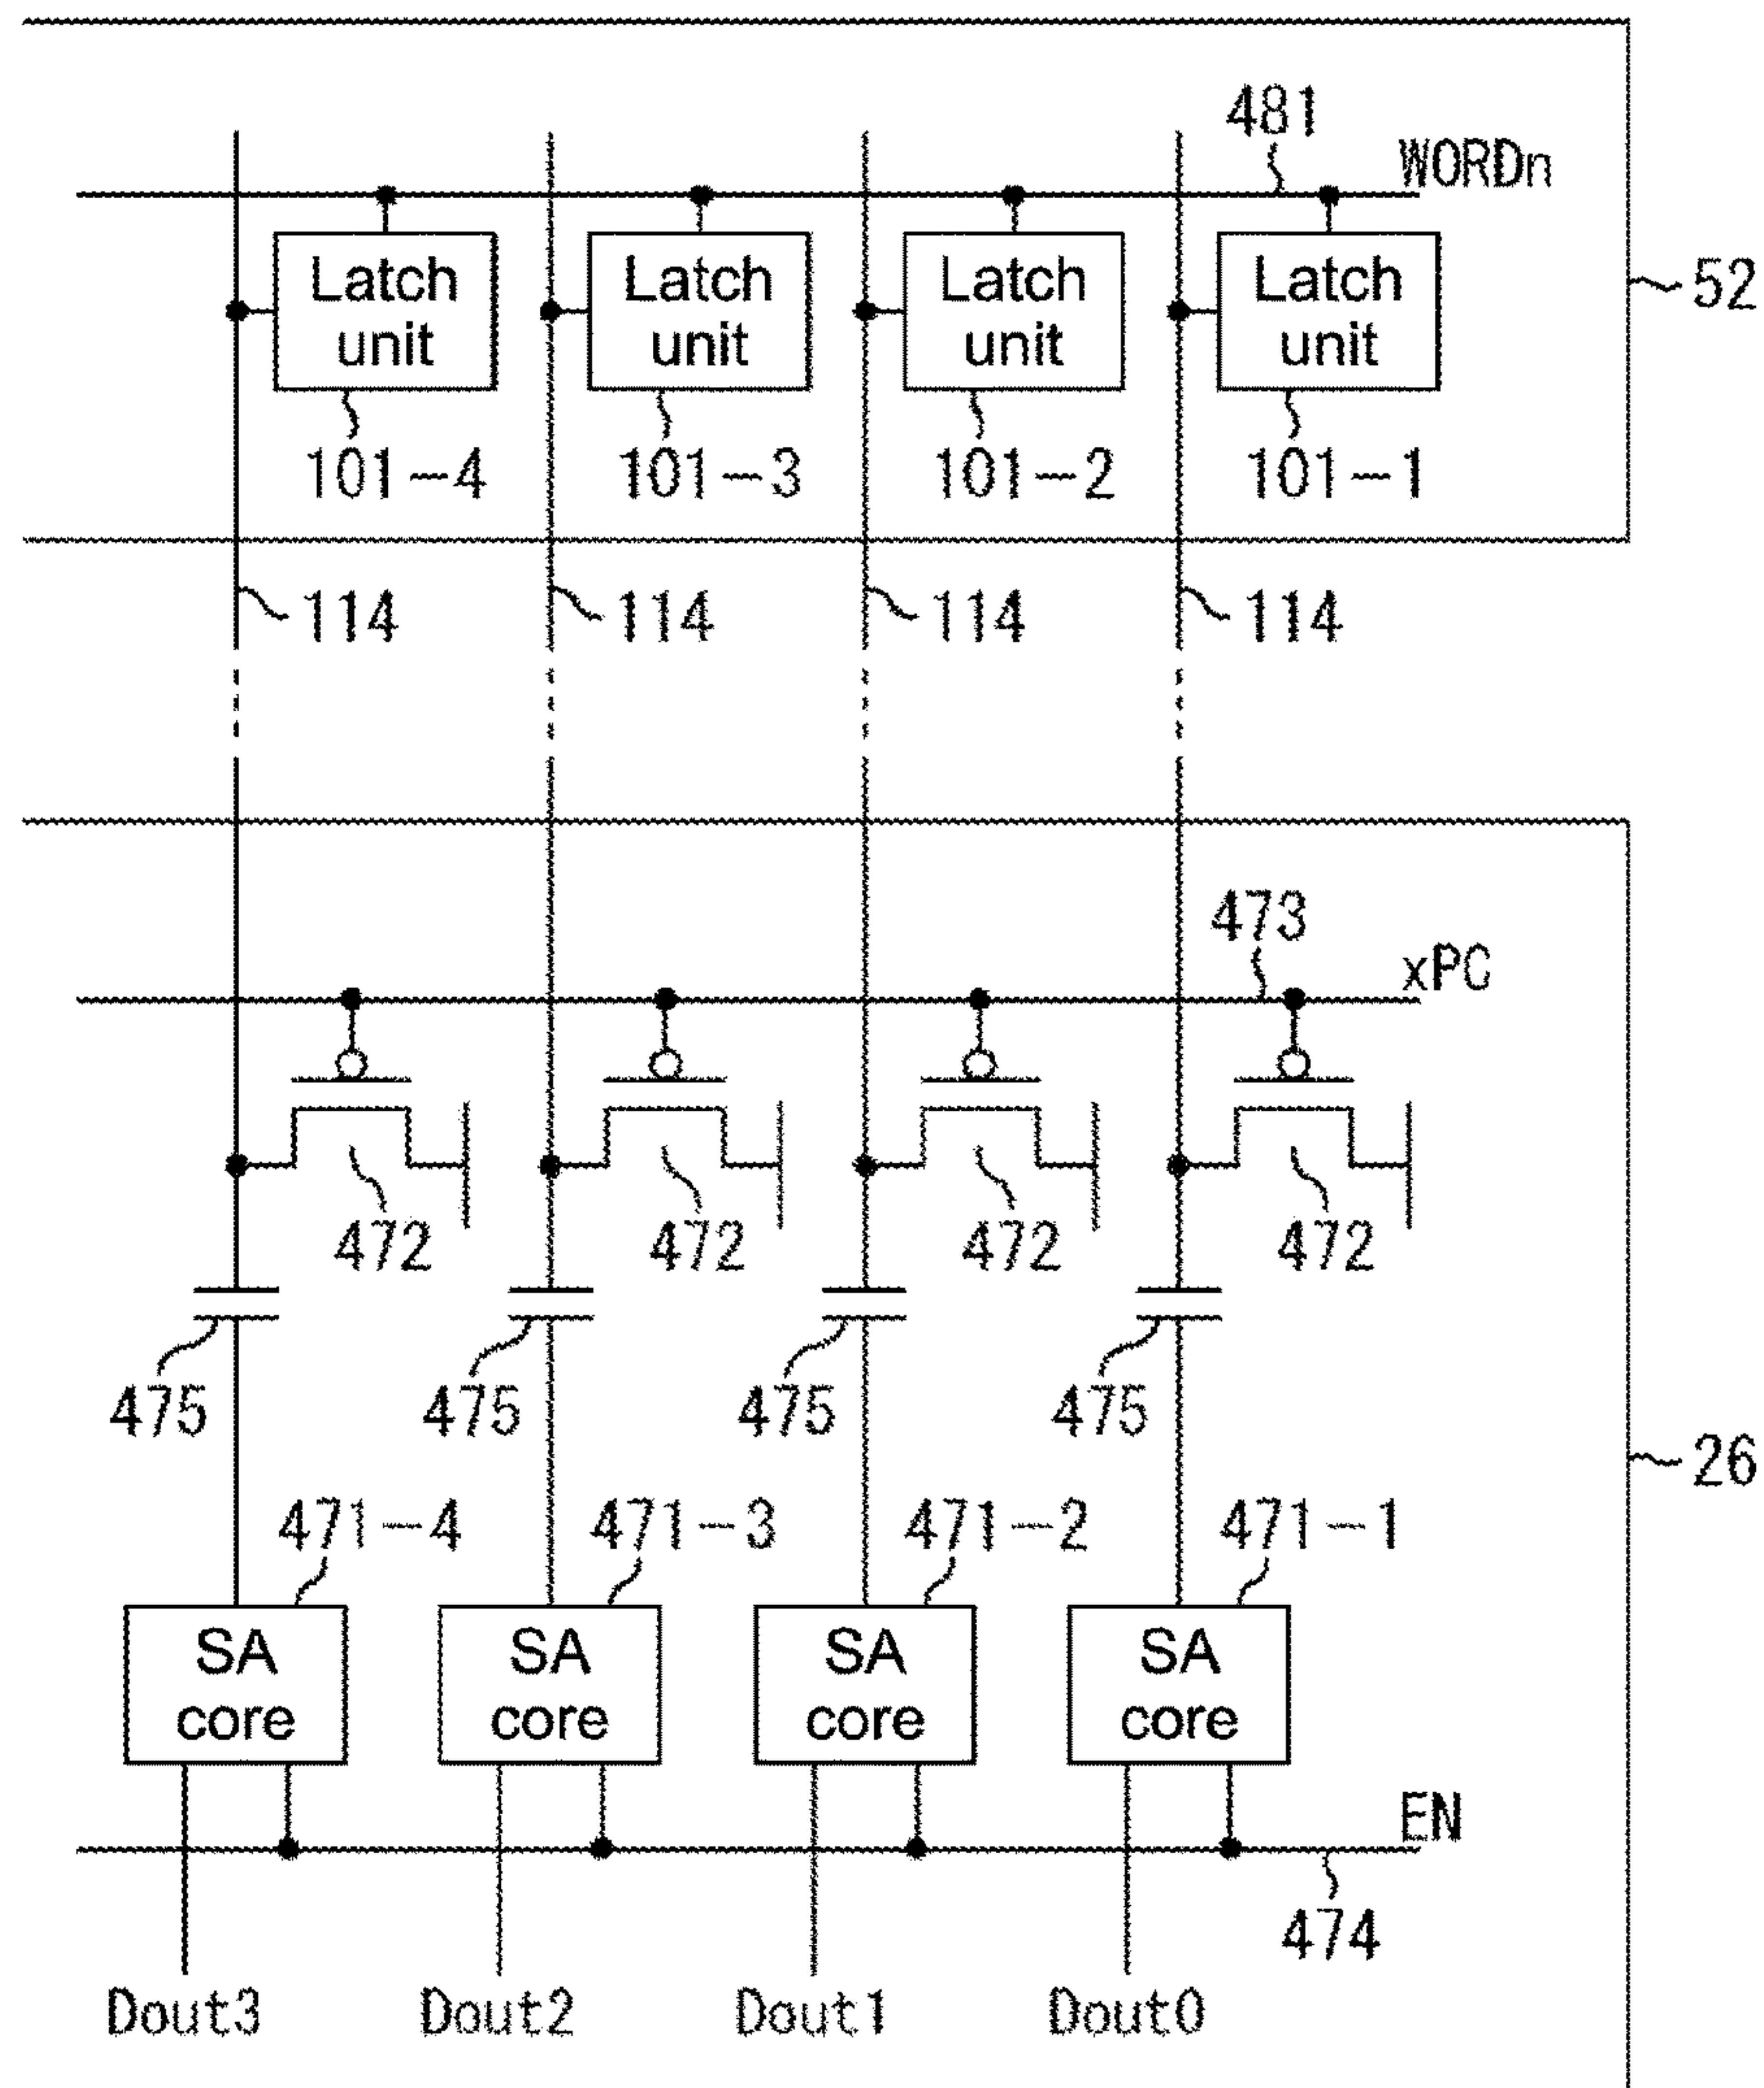 481
WORDn
Latch
unit
Latch
unit
Latch
unit
Latch
unit
52
101-4
101-3
101-2
101-1
114
114
114
114
473
xPC
472
472
472
472
475
475
475
475
26
471-4
471-3
471-2
471-1
SA
core
SA
core
SA
core
SA
core
EN
474
Dout3
Dout2
Dout1
Dout0